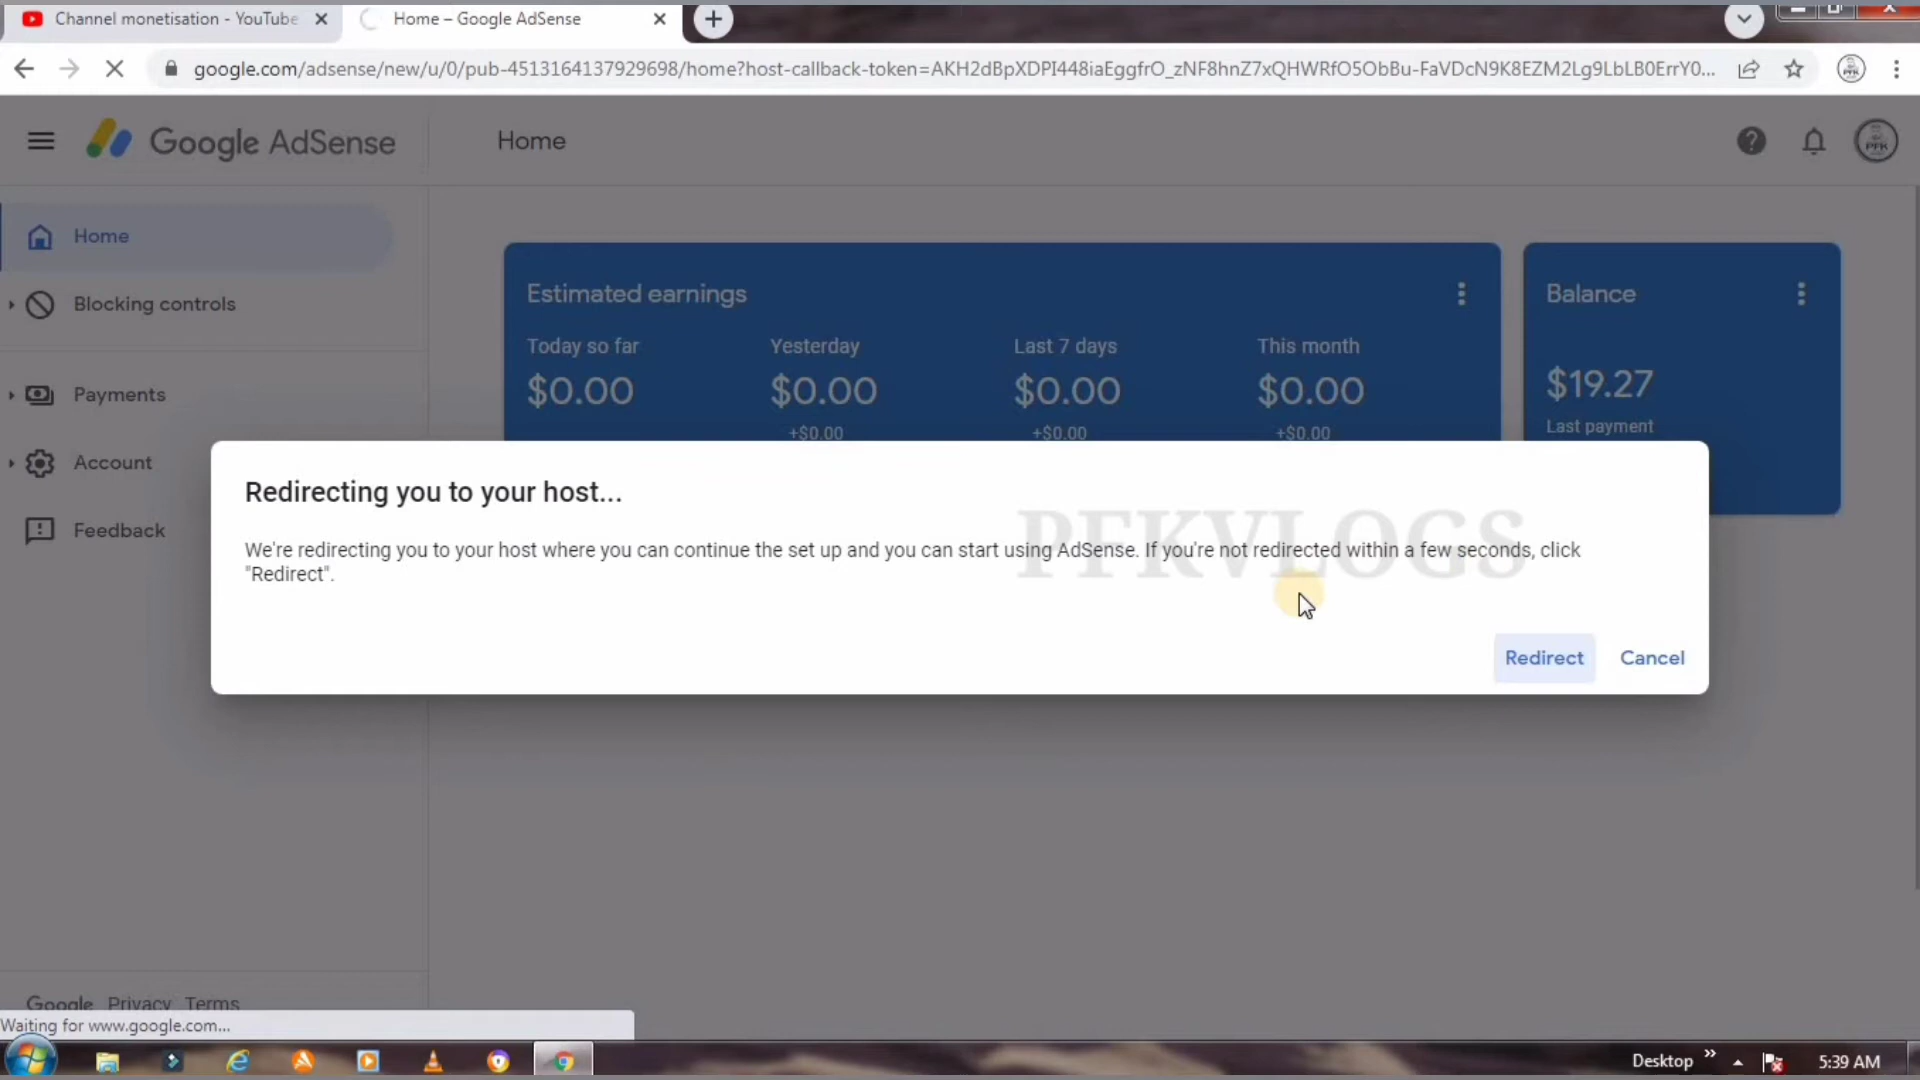 Channel monetisation - YouTube
Home – Google AdSense
google.com/adsense/new/u/0/pub-4513164137929698/home?host-callback-token=AKH2dBpXDPI448iaEggfrO_zNF8hnZ7xQHWRfO5ObBu-FaVDcN9K8EZM2Lg9LbLB0ErrY0...
Google AdSense
Home
PFK
Home
Blocking controls
Payments
Account
Feedback
Estimated earnings
Today so far
Yesterday
Last 7 days
This month
$0.00
$0.00
$0.00
$0.00
+$0.00
+$0.00
+$0.00
Balance
$19.27
Last payment
Redirecting you to your host...
PFKVLOGS
We're redirecting you to your host where you can continue the set up and you can start using AdSense. If you're not redirected within a few seconds, click
"Redirect".
Redirect
Cancel
Google Privacy Terms
Waiting for www.google.com...
Desktop
5:39 AM